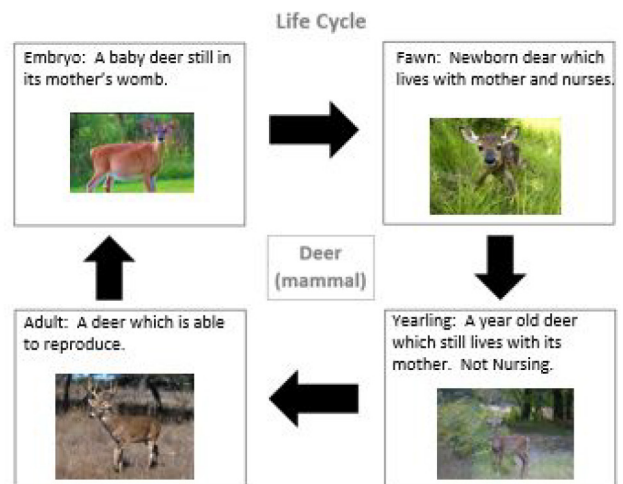 Life Cycle
Embryo: A baby deer still in
its mother's womb.
Fawn: Newborn dear which
lives with mother and nurses.
Deer
(mammal)
Adult: A deer which is able
to reproduce.
Yearling: A year old deer
which still lives with its
mother. Not Nursing.